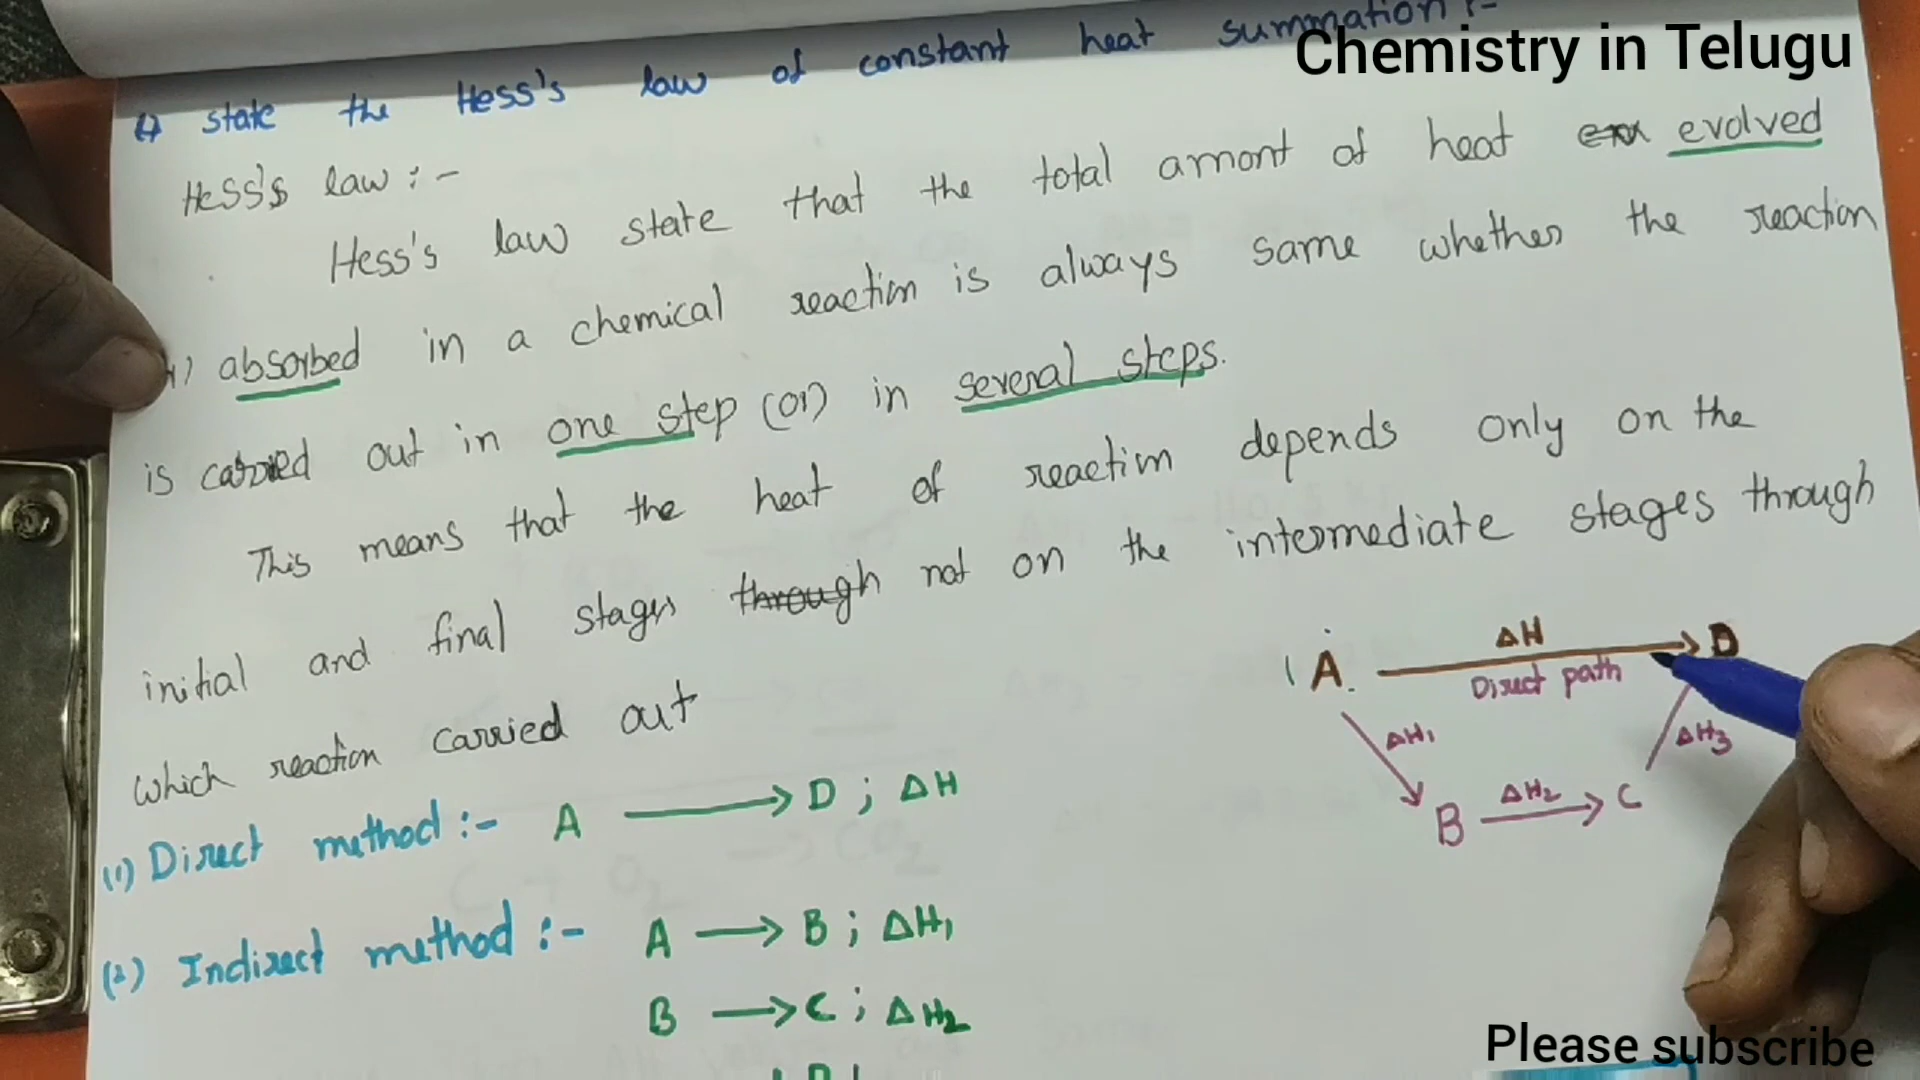 state the Hess's law of constant heat summation :-
Chemistry in Telugu
Hess's law :-
Hess's law state that the total amont of heat evolved
absorbed in a chemical reaction is always same whether the reaction
is carried out in one step (or) in several steps.
This means that the heat of reaction depends only on the
initial and final stages through not on the intermediate stages through
which reaction carried out
A ΔH D
Direct path
ΔH₁ ΔH₃
B ΔH₂ → C
(1) Direct method :- A → D ; ΔH
(2) Indirect method :- A → B ; ΔH₁
B → C ; ΔH₂
Please subscribe